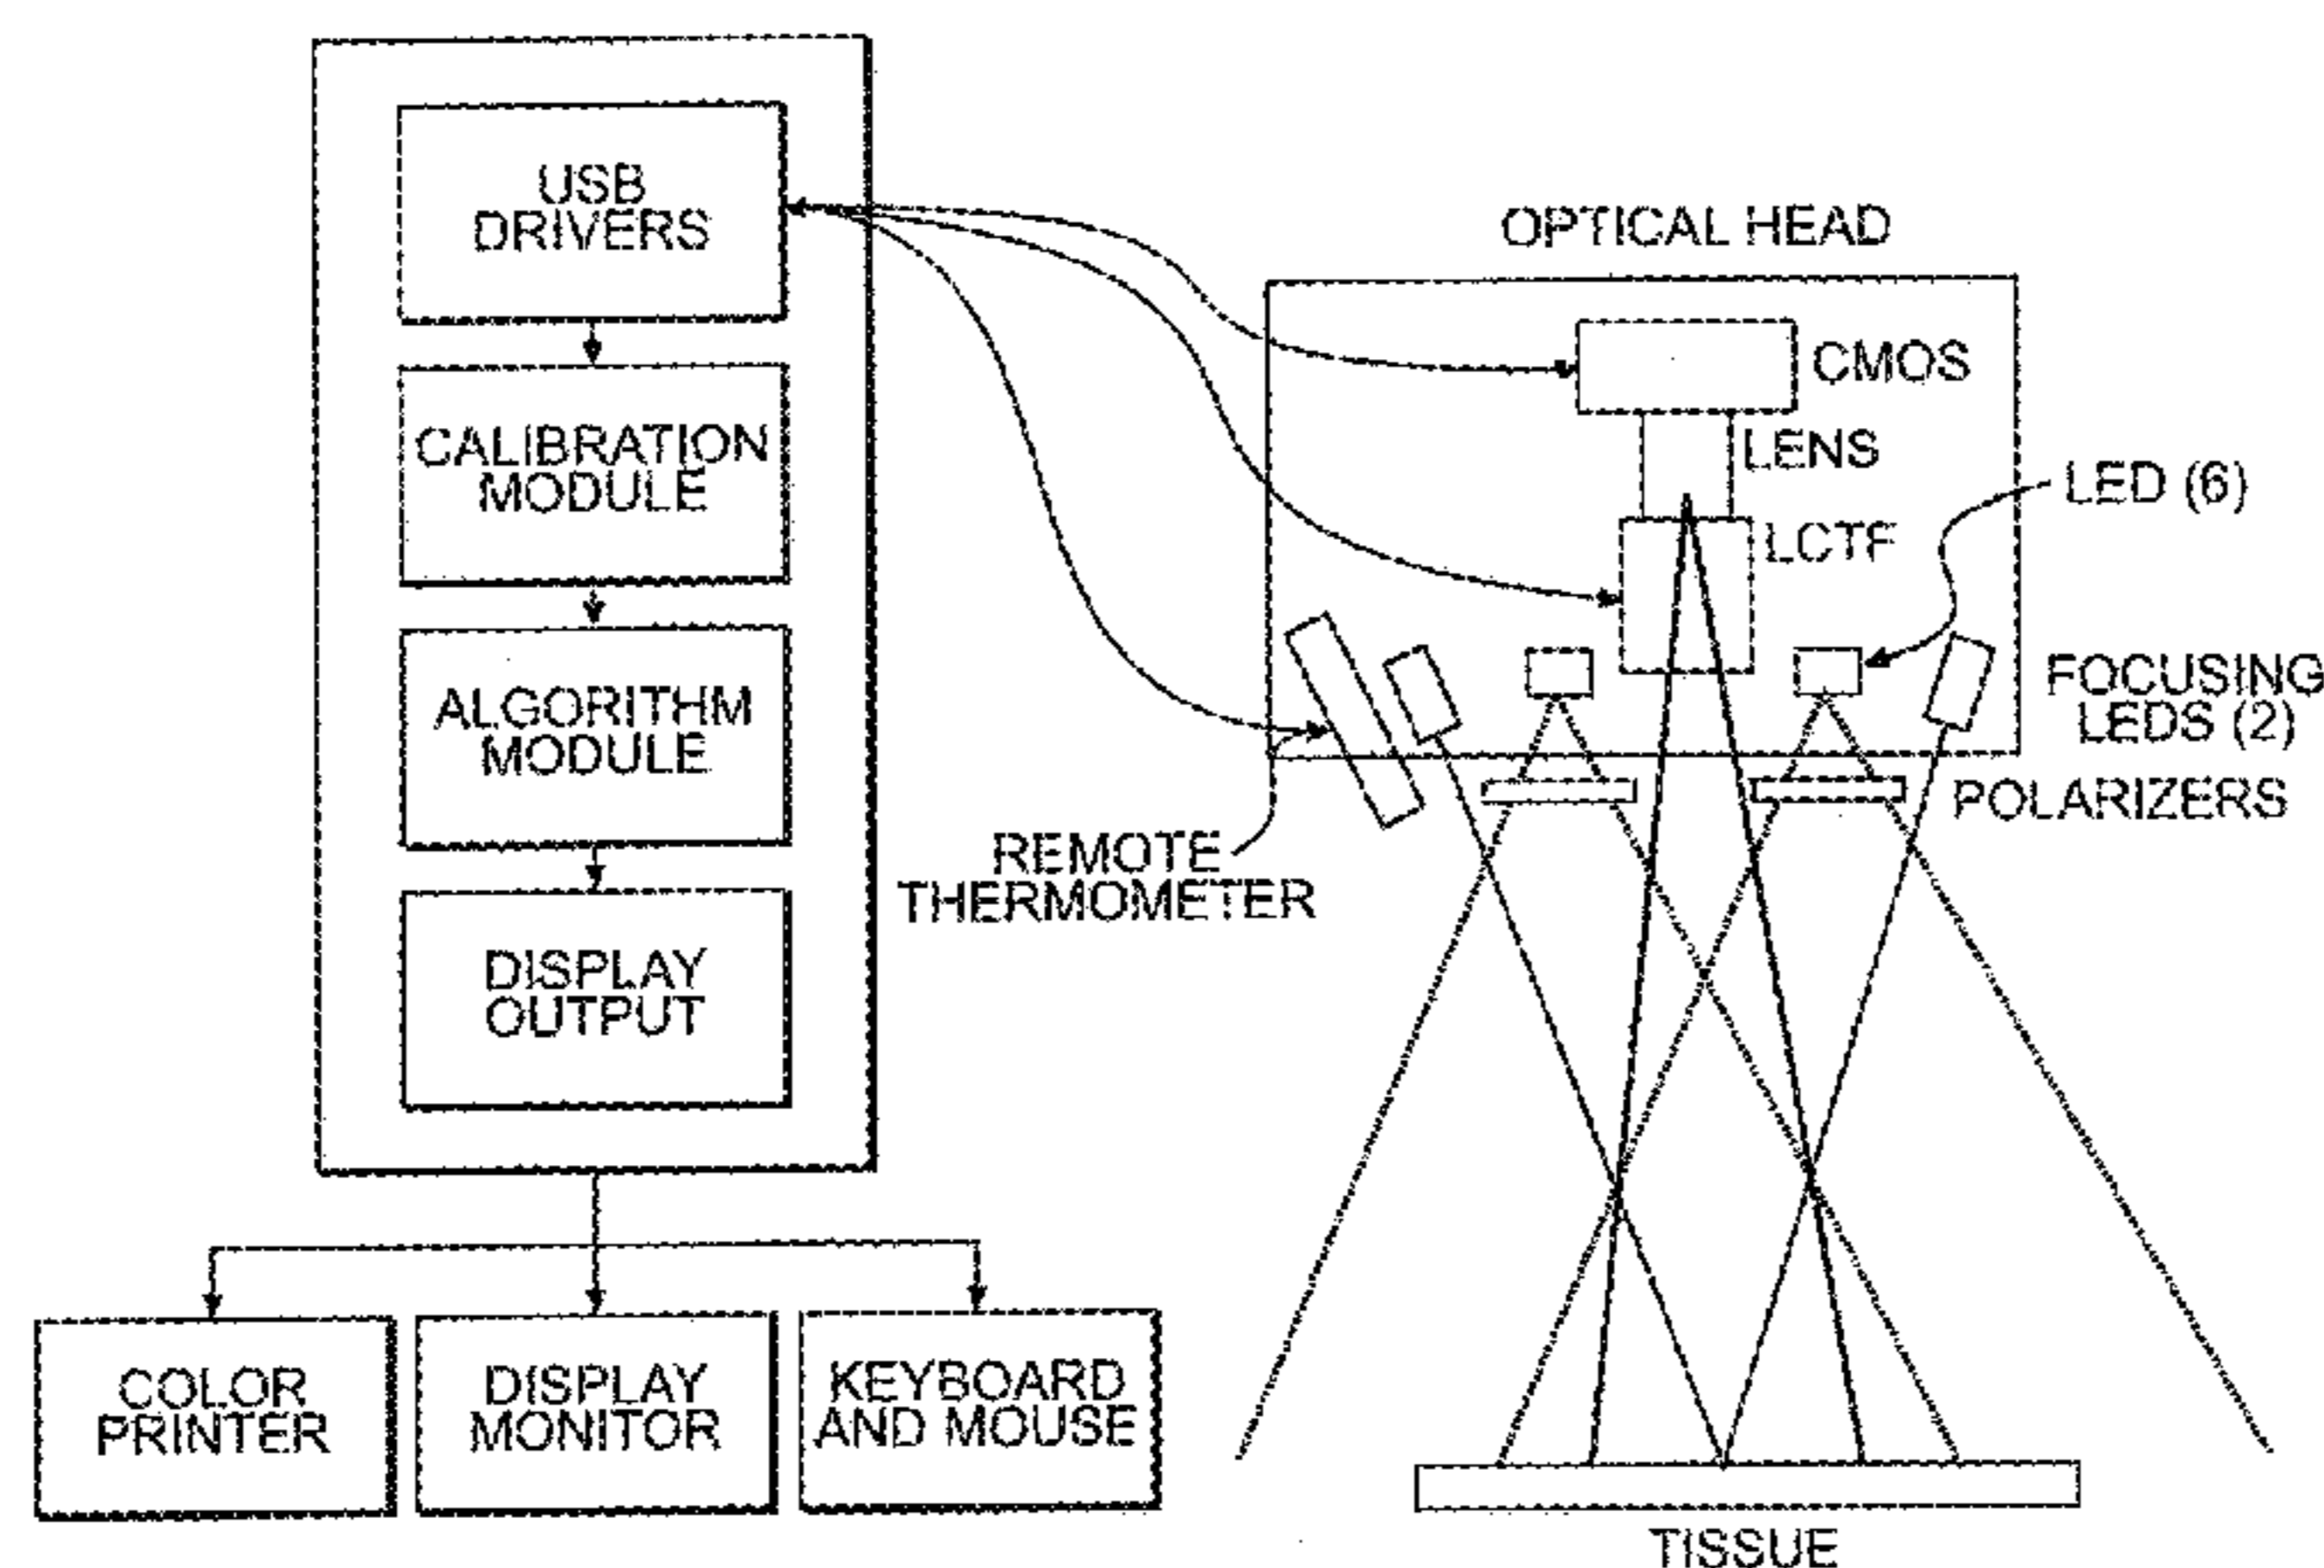 USB
DRIVERS
CALIBRATION
MODULE
ALGORITHM
MODULE
DISPLAY
OUTPUT
COLOR
PRINTER
DISPLAY
MONITOR
KEYBOARD
AND MOUSE
OPTICAL HEAD
CMOS
LENS
LCTF
LED (6)
FOCUSING
LEDS (2)
POLARIZERS
REMOTE
THERMOMETER
TISSUE